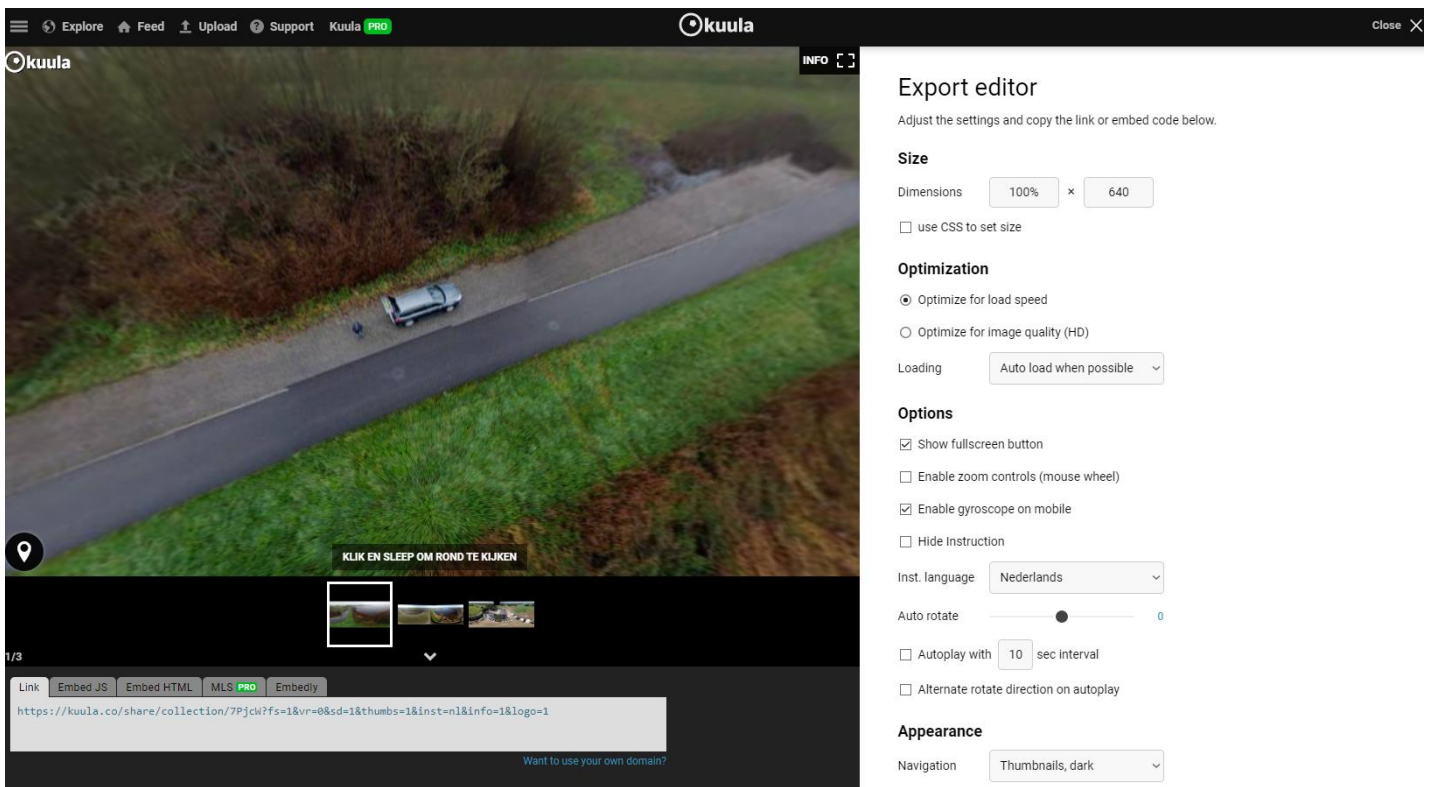 Explore Feed Upload Support Kuula PRO
kuula
Close
kuula
INFO
KLIK EN SLEEP OM ROND TE KIJKEN
1/3
Link Embed JS Embed HTML MLS PRO Embedly
https://kuula.co/share/collection/7PjcW?fs=1&vr=0&sd=1&thumbs=1&inst=nl&info=1&logo=1
Want to use your own domain?
Export editor
Adjust the settings and copy the link or embed code below.
Size
Dimensions 100% × 640
use CSS to set size
Optimization
Optimize for load speed
Optimize for image quality (HD)
Loading Auto load when possible
Options
Show fullscreen button
Enable zoom controls (mouse wheel)
Enable gyroscope on mobile
Hide Instruction
Inst. language Nederlands
Auto rotate 0
Autoplay with 10 sec interval
Alternate rotate direction on autoplay
Appearance
Navigation Thumbnails, dark